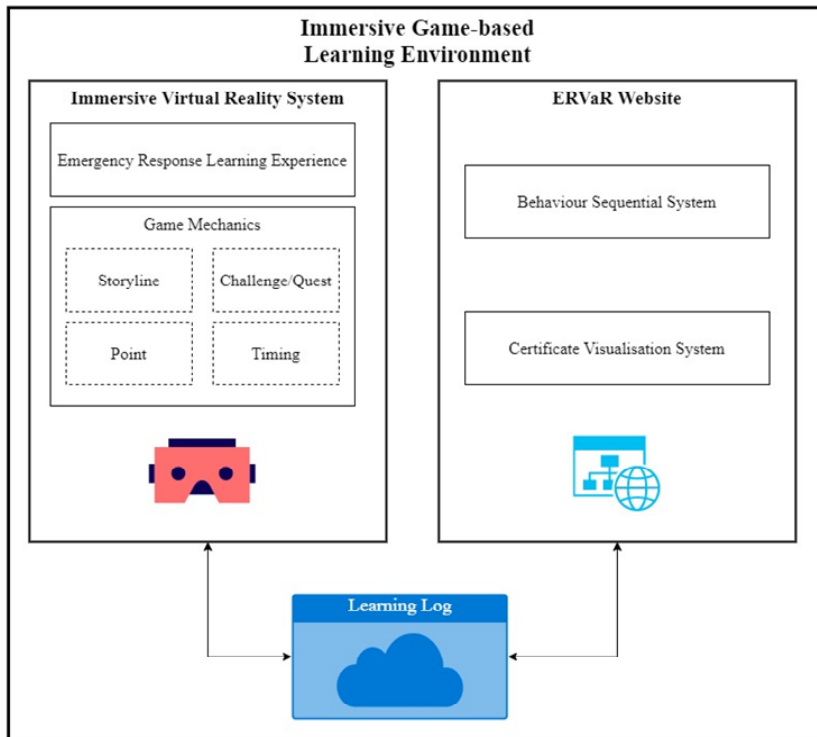 Immersive Game-based
Learning Environment
Immersive Virtual Reality System
Emergency Response Learning Experience
Game Mechanics
Storyline
Challenge/Quest
Point
Timing
ERVaR Website
Behaviour Sequential System
Certificate Visualisation System
Learning Log